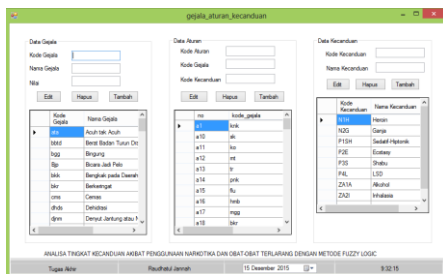 gejala_aturan_kecanduan
Data Gejala
Kode Gejala
Nama Gejala
Nilai
Edit Hapus Tambah
Kode Gejala Nama Gejala
ata Acuh tak Acuh
bbtd Berat Badan Turun Dra
bgg Bingung
Bjp Bicara Jadi Pelo
bkk Bengkak pada Daerah
bkr Berkeringat
cms Cemas
dhds Dehidrasi
djnm Denyut Jantung atau N
Data Aturan
Kode Aturan
Kode Gejala
Kode Kecanduan
Edit Hapus Tambah
no kode_gejala
a1 knk
a10 ak
a11 ko
a12 mt
a13 tr
a14 pnk
a15 flu
a16 hmb
a17 mgg
a18 bkr
Data Kecanduan
Kode Kecanduan
Nama Kecanduan
Edit Hapus Tambah
Kode Kecanduan Nama Kecanduan
N1H Heroin
N2G Ganja
P1SH Sedatif-Hipnotik
P2E Ecstasy
P3S Shabu
P4L LSD
ZA1A Alkohol
ZA2I Inhalasia
ANALISA TINGKAT KECANDUAN AKIBAT PENGGUNAAN NARKOTIKA DAN OBAT-OBAT TERLARANG DENGAN METODE FUZZY LOGIC
Tugas Akhir Raudhatul Jannah 15 Desember 2015 9:32:15